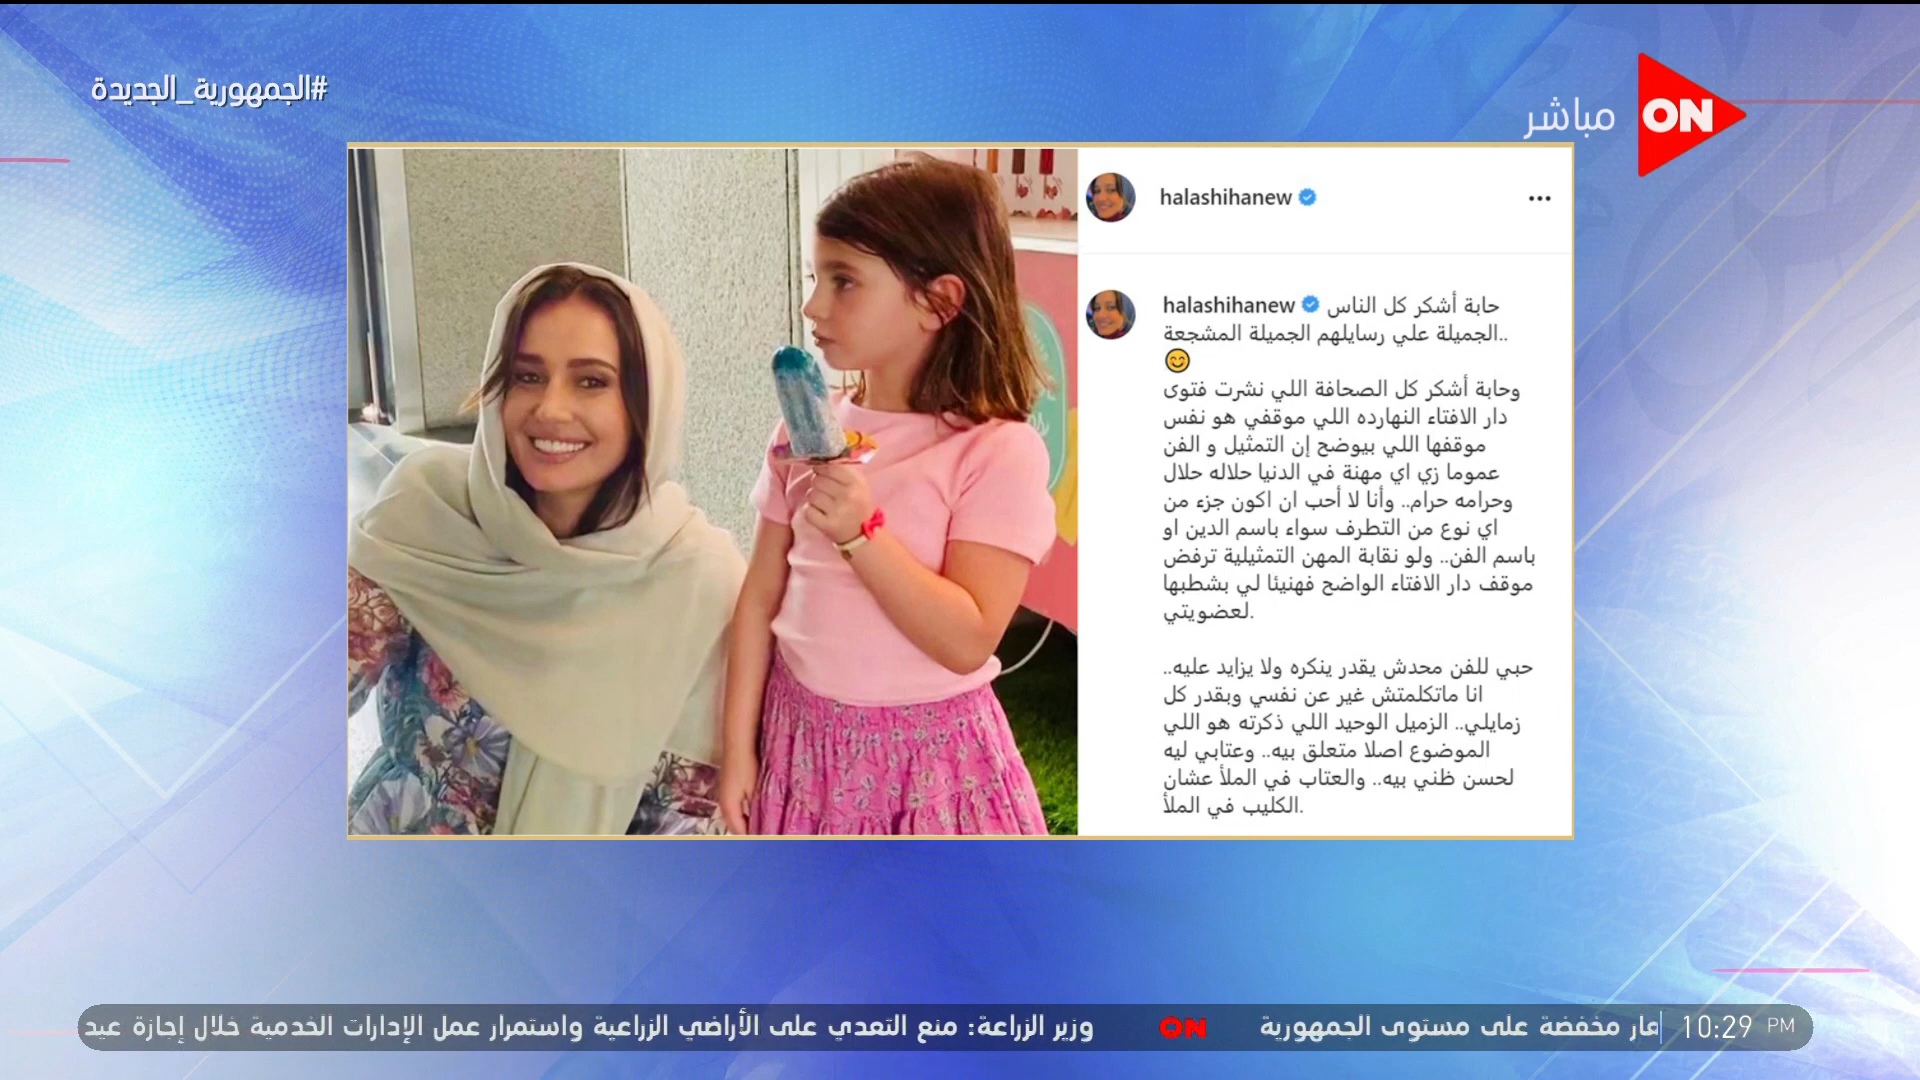 #الجمهورية_الجديدة
مباشر
ON
halashihanew
halashihanew حابة أشكر كل الناس
الجميلة علي رسايلهم الجميلة المشجعة..
😊
وحابة أشكر كل الصحافة اللي نشرت فتوى
دار الافتاء النهارده اللي موقفي هو نفس
موقفها اللي بيوضح إن التمثيل و الفن
عموما زي اي مهنة في الدنيا حلاله حلال
وحرامه حرام.. وأنا لا أحب ان اكون جزء من
اي نوع من التطرف سواء باسم الدين او
باسم الفن.. ولو نقابة المهن التمثيلية ترفض
موقف دار الافتاء الواضح فهنيئا لي بشطبها
لعضويتي.
حبي للفن محدش يقدر ينكره ولا يزايد عليه..
انا ماتكلمتش غير عن نفسي وبقدر كل
زمايلي.. الزميل الوحيد اللي ذكرته هو اللي
الموضوع اصلا متعلق بيه.. وعتابي ليه
لحسن ظني بيه.. والعتاب في الملأ عشان
الكليب في الملأ.
10:29 PM
مخفضة على مستوى الجمهورية ON وزير الزراعة: منع التعدي على الأراضي الزراعية واستمرار عمل الإدارات الخدمية خلال إجازة عيد